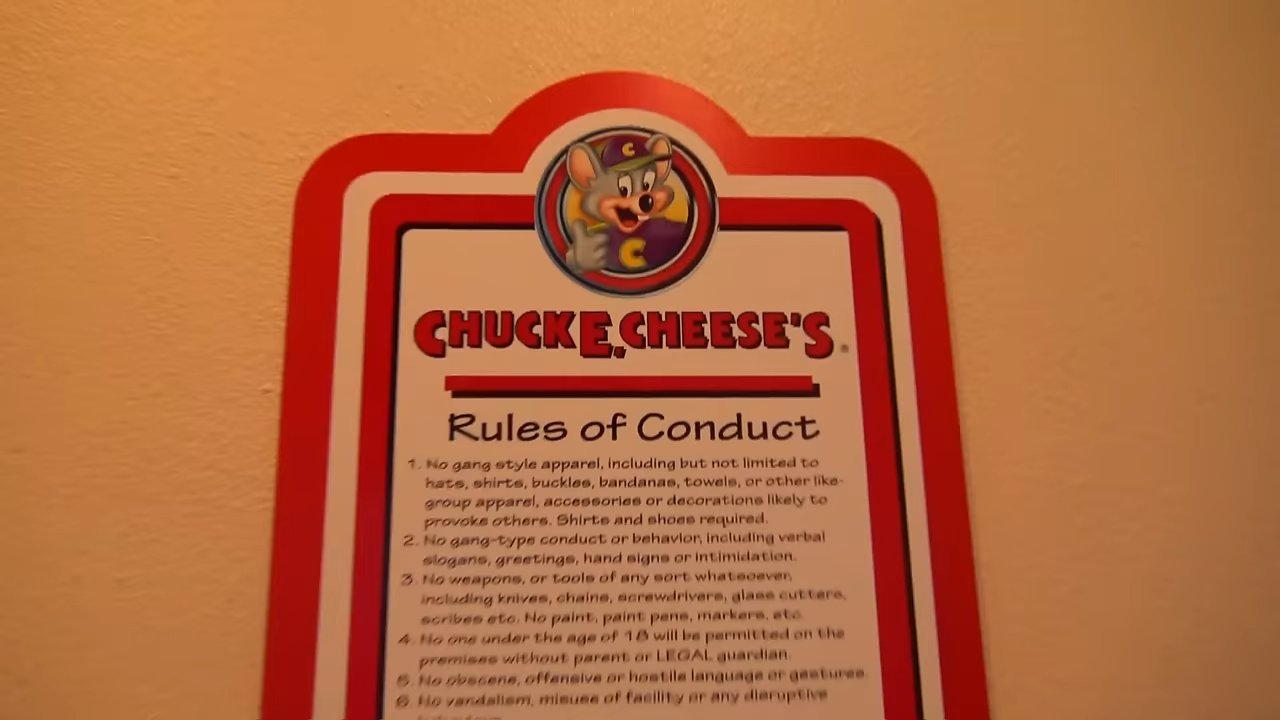 C
C
CHUCK E. CHEESE'S®
Rules of Conduct
1. No gang style apparel, including but not limited to
hats, shirts, buckles, bandanas, towels, or other like-
group apparel, accessories or decorations likely to
provoke others. Shirts and shoes required.
2. No gang-type conduct or behavior, including verbal
slogans, greetings, hand signs or intimidation.
3. No weapons, or tools of any sort whatsoever,
including knives, chains, screwdrivers, glass cutters,
scribes etc. No paint, paint pens, markers, etc.
4. No one under the age of 18 will be permitted on the
premises without parent or LEGAL guardian.
5. No obscene, offensive or hostile language or gestures.
6. No vandalism, misuse of facility or any disruptive